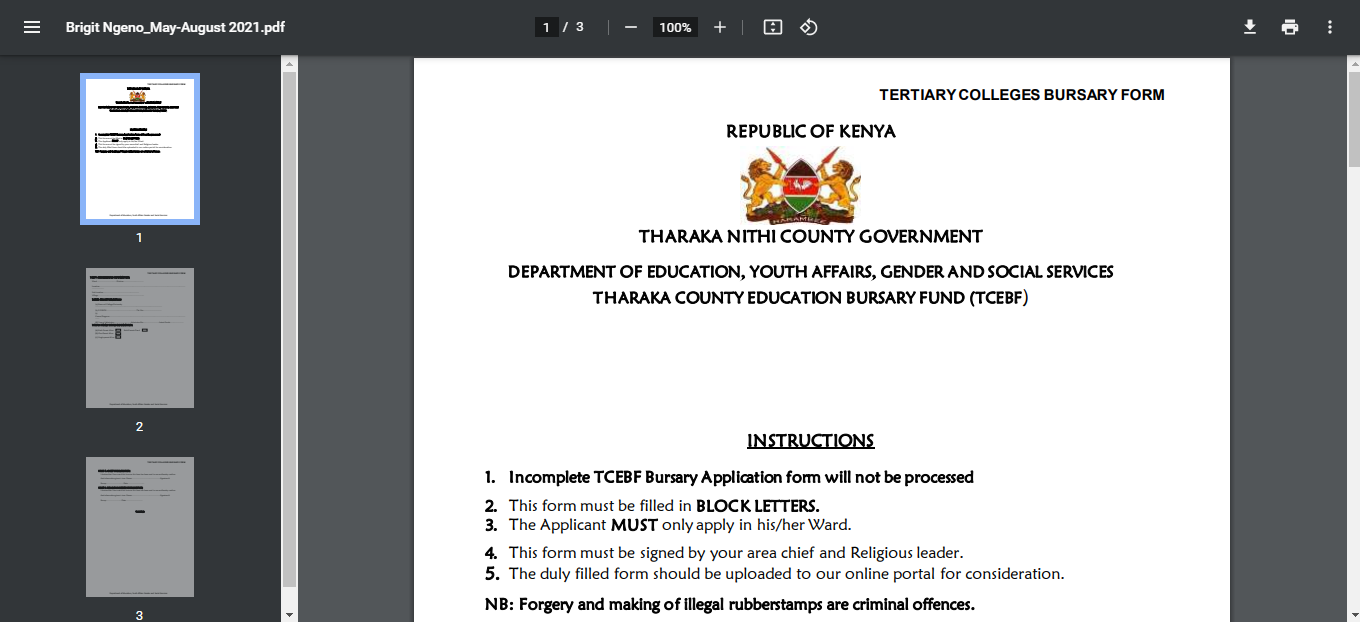 Brigit Ngeno_May-August 2021.pdf
1 / 3
100%
1
2
3
TERTIARY COLLEGES BURSARY FORM
REPUBLIC OF KENYA
HARAMBEE
THARAKA NITHI COUNTY GOVERNMENT
DEPARTMENT OF EDUCATION, YOUTH AFFAIRS, GENDER AND SOCIAL SERVICES
THARAKA COUNTY EDUCATION BURSARY FUND (TCEBF)
INSTRUCTIONS
1. Incomplete TCEBF Bursary Application form will not be processed
2. This form must be filled in BLOCK LETTERS.
3. The Applicant MUST only apply in his/her Ward.
4. This form must be signed by your area chief and Religious leader.
5. The duly filled form should be uploaded to our online portal for consideration.
NB: Forgery and making of illegal rubberstamps are criminal offences.